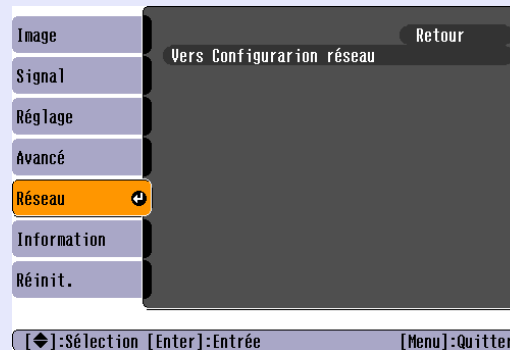 Image
Signal
Réglage
Avancé
Réseau
Information
Réinit.
Retour
Vers Configurarion réseau
[◆]:Sélection [Enter]:Entrée [Menu]:Quitter